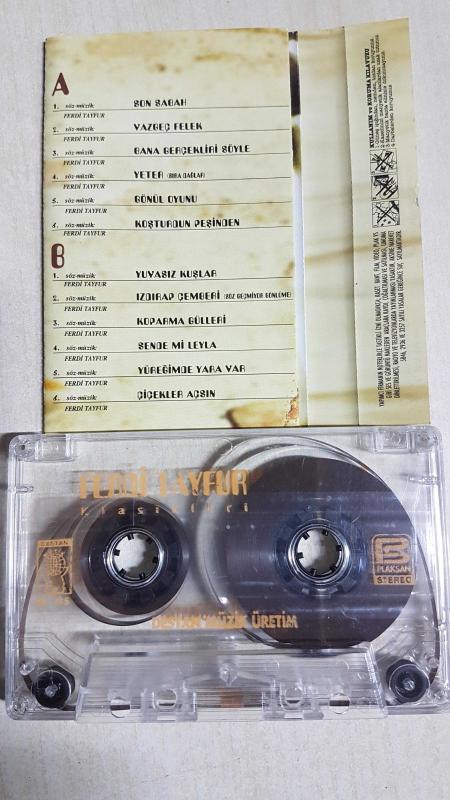 A
1. söz-müzik: SON SABAH
FERDİ TAYFUR
2. söz-müzik: VAZGEÇ FELEK
FERDİ TAYFUR
3. söz-müzik: BANA GERÇEKLERİ SÖYLE
FERDİ TAYFUR
4. söz-müzik: YETER (SIRA DAĞLAR)
FERDİ TAYFUR
5. söz-müzik: GÖNÜL OYUNU
FERDİ TAYFUR
6. söz-müzik: KOŞTURDUN PEŞİNDEN
FERDİ TAYFUR
B
1. söz-müzik: YUVASIZ KUŞLAR
FERDİ TAYFUR
2. söz-müzik: IZDIRAP ÇEMBERİ (SÖZ GEÇMİYOR GÖNLÜME)
FERDİ TAYFUR
3. söz-müzik: KOPARMA GÜLLERİ
FERDİ TAYFUR
4. söz-müzik: SENDE Mİ LEYLA
FERDİ TAYFUR
5. söz-müzik: YÜREĞİMDE YARA VAR
FERDİ TAYFUR
6. söz-müzik: ÇİÇEKLER AÇSIN
FERDİ TAYFUR
KULLANIM ve KORUMA KILAVUZU
FERDİ TAYFUR
Klasikleri
DESTAN
PLAKSAN
STEREO
DESTAN MÜZİK ÜRETİM